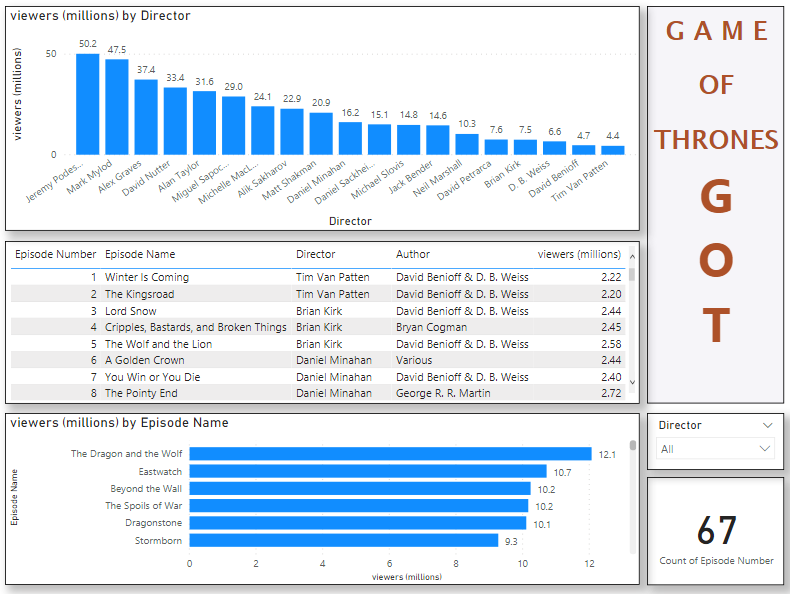 viewers (millions) by Director
viewers (millions)
50
0
50.2 47.5 37.4 33.4 31.6 29.0 24.1 22.9 20.9 16.2 15.1 14.8 14.6 10.3 7.6 7.5 6.6 4.7 4.4
Jeremy Podes...
Mark Mylod
Alex Graves
David Nutter
Alan Taylor
Miguel Sapoc...
Michelle MacL...
Alik Sakharov
Matt Shakman
Daniel Minahan
Daniel Sackhei...
Michael Slovis
Jack Bender
Neil Marshall
David Petrarca
Brian Kirk
D. B. Weiss
David Benioff
Tim Van Patten
Director
GAME
OF
THRONES
G
O
T
Episode Number Episode Name Director Author viewers (millions)
1 Winter Is Coming Tim Van Patten David Benioff & D. B. Weiss 2.22
2 The Kingsroad Tim Van Patten David Benioff & D. B. Weiss 2.20
3 Lord Snow Brian Kirk David Benioff & D. B. Weiss 2.44
4 Cripples, Bastards, and Broken Things Brian Kirk Bryan Cogman 2.45
5 The Wolf and the Lion Brian Kirk David Benioff & D. B. Weiss 2.58
6 A Golden Crown Daniel Minahan Various 2.44
7 You Win or You Die Daniel Minahan David Benioff & D. B. Weiss 2.40
8 The Pointy End Daniel Minahan George R. R. Martin 2.72
viewers (millions) by Episode Name
Episode Name
The Dragon and the Wolf 12.1
Eastwatch 10.7
Beyond the Wall 10.2
The Spoils of War 10.2
Dragonstone 10.1
Stormborn 9.3
0 2 4 6 8 10 12
viewers (millions)
Director
All
67
Count of Episode Number